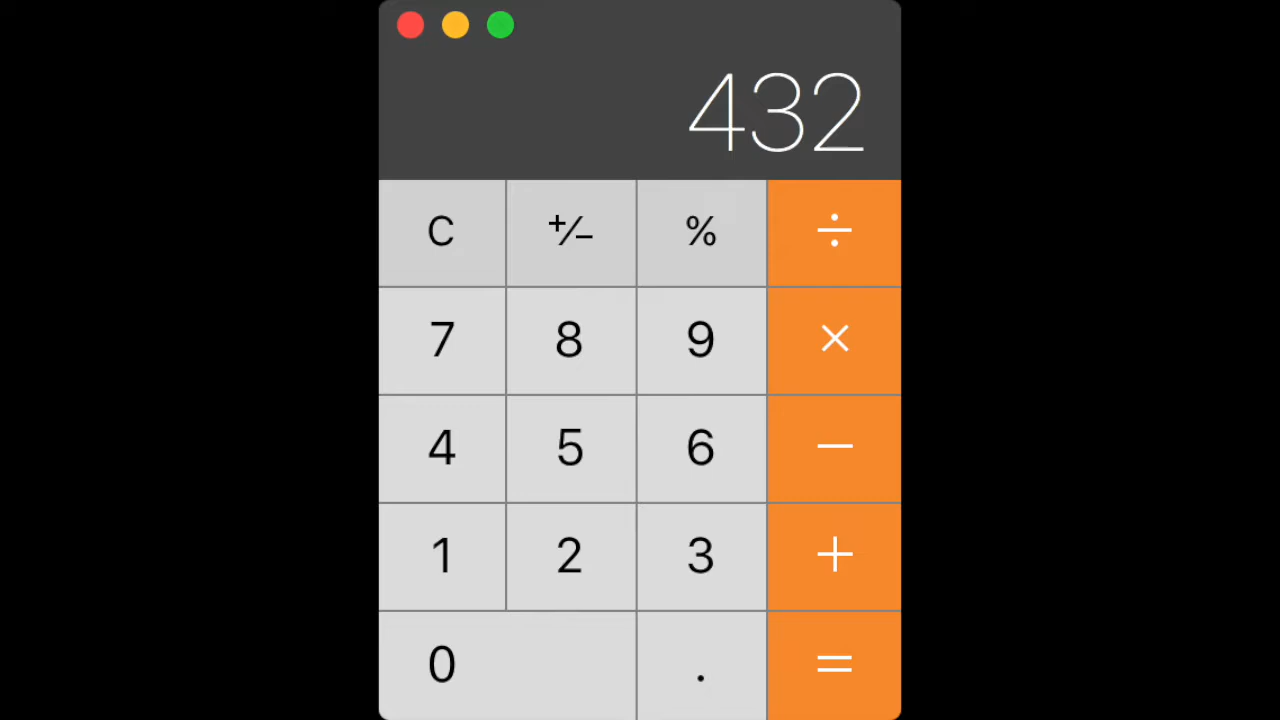 432
C +/− % ÷
7 8 9 ×
4 5 6 −
1 2 3 +
0 . =